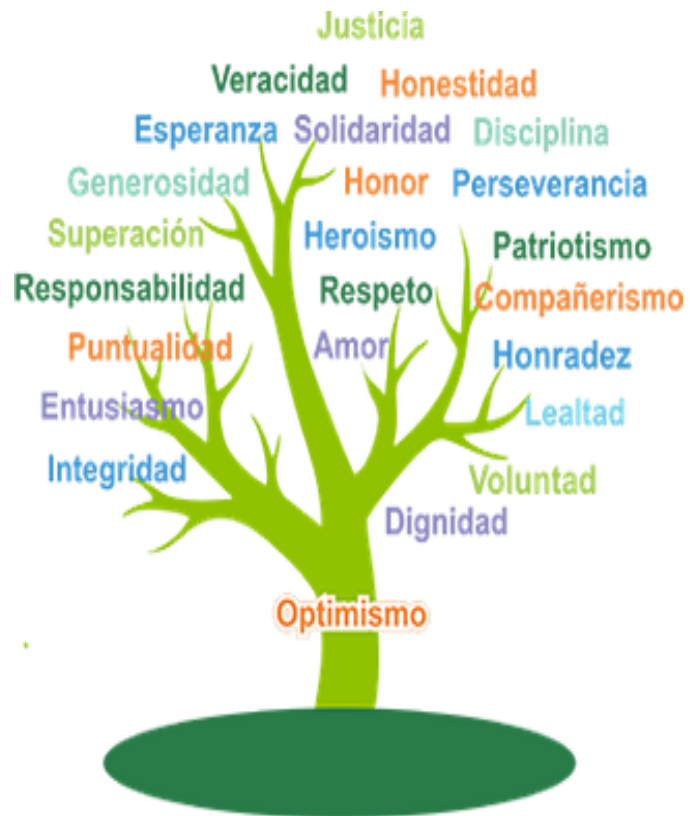 Justicia
Veracidad Honestidad
Esperanza Solidaridad Disciplina
Generosidad Honor Perseverancia
Superación Heroismo Patriotismo
Responsabilidad Respeto Compañerismo
Puntualidad Amor Honradez
Entusiasmo Lealtad
Integridad Voluntad
Dignidad
Optimismo